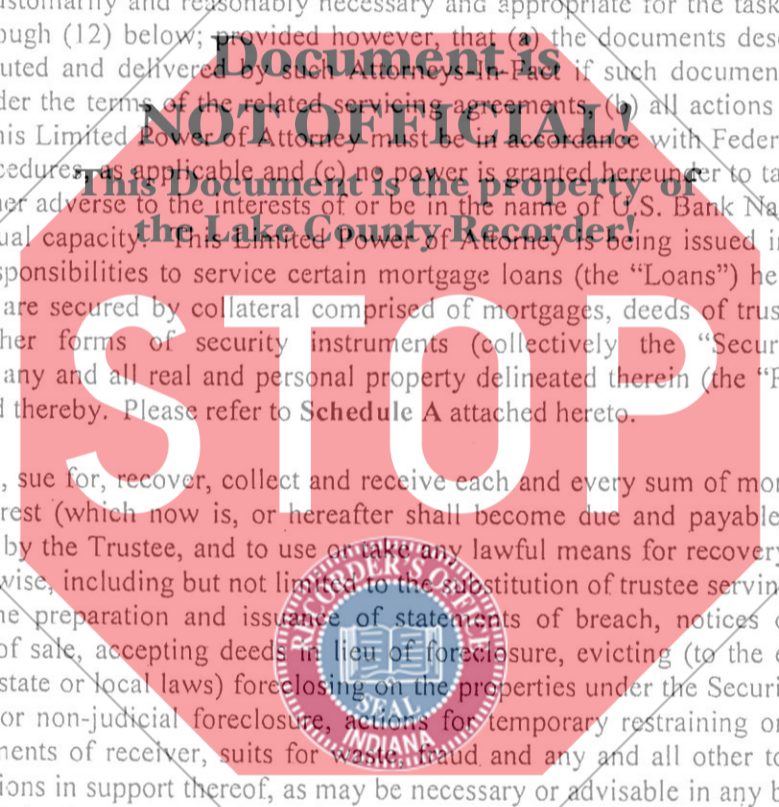 ustomarily and reasonably necessary and appropriate for the task
ough (12) below; provided however, that (a) the documents des
Document is
uted and delivered by such Attorneys-In-Fact if such document
der the terms of the related servicing agreements, (b) all actions
NOT OFFICIAL!
his Limited Power of Attorney must be in accordance with Feder
cedures, as applicable and (c) no power is granted hereunder to ta
This Document is the property of
her adverse to the interests of or be in the name of U.S. Bank Na
the Lake County Recorder!
ual capacity. This Limited Power of Attorney is being issued i
sponsibilities to service certain mortgage loans (the “Loans”) he
are secured by collateral comprised of mortgages, deeds of trus
her forms of security instruments (collectively the “Securi
any and all real and personal property delineated therein (the “P
d thereby. Please refer to Schedule A attached hereto.
STOP
, sue for, recover, collect and receive each and every sum of mon
rest (which now is, or hereafter shall become due and payable
by the Trustee, and to use or take any lawful means for recovery
wise, including but not limited to the substitution of trustee servin
he preparation and issuance of statements of breach, notices
of sale, accepting deeds in lieu of foreclosure, evicting (to the e
state or local laws) foreclosing on the properties under the Securi
or non-judicial foreclosure, actions for temporary restraining o
ments of receiver, suits for waste, fraud and any and all other to
ions in support thereof, as may be necessary or advisable in any b
RECORDER'S OFFICE
SEAL
INDIANA